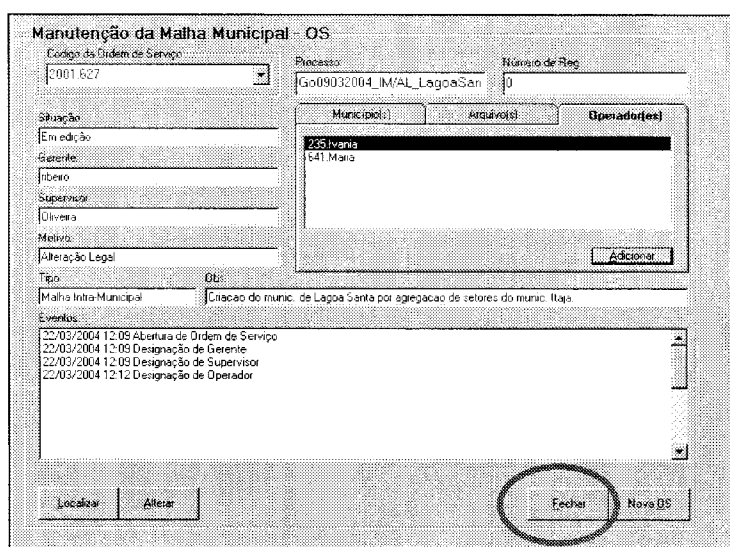 Manutenção da Malha Municipal - OS
Codigo da Ordem de Serviço
2001.627
Processo
Go09032004_IM/AL_LagoaSan
Número de Reg
0
Situação
Em edição
Gerente
ribeiro
Supervisor
Oliveira
Motivo
Alteração Legal
Município(s)
Arquivo(s)
Operador(es)
235.Ivania
641.Maria
Adicionar
Tipo
Malha Intra-Municipal
Obs
Criacao do munic. de Lagoa Santa por agregacao de setores do munic. Itaja.
Eventos
22/03/2004 12:09 Abertura de Ordem de Serviço
22/03/2004 12:09 Designação de Gerente
22/03/2004 12:09 Designação de Supervisor
22/03/2004 12:12 Designação de Operador
Localizar
Alterar
Fechar
Nova OS